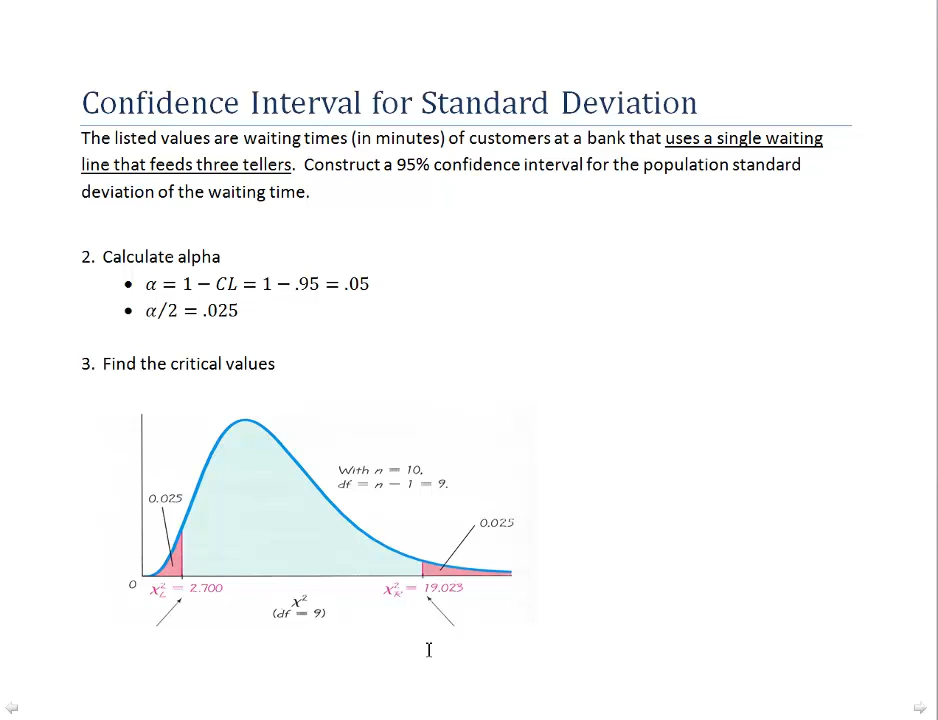 Confidence Interval for Standard Deviation
The listed values are waiting times (in minutes) of customers at a bank that uses a single waiting
line that feeds three tellers. Construct a 95% confidence interval for the population standard
deviation of the waiting time.
2. Calculate alpha
• α = 1 − CL = 1 − .95 = .05
• α/2 = .025
3. Find the critical values
With n = 10,
df = n − 1 = 9.
0.025
0.025
0
X²L = 2.700
X²R = 19.023
X²
(df = 9)